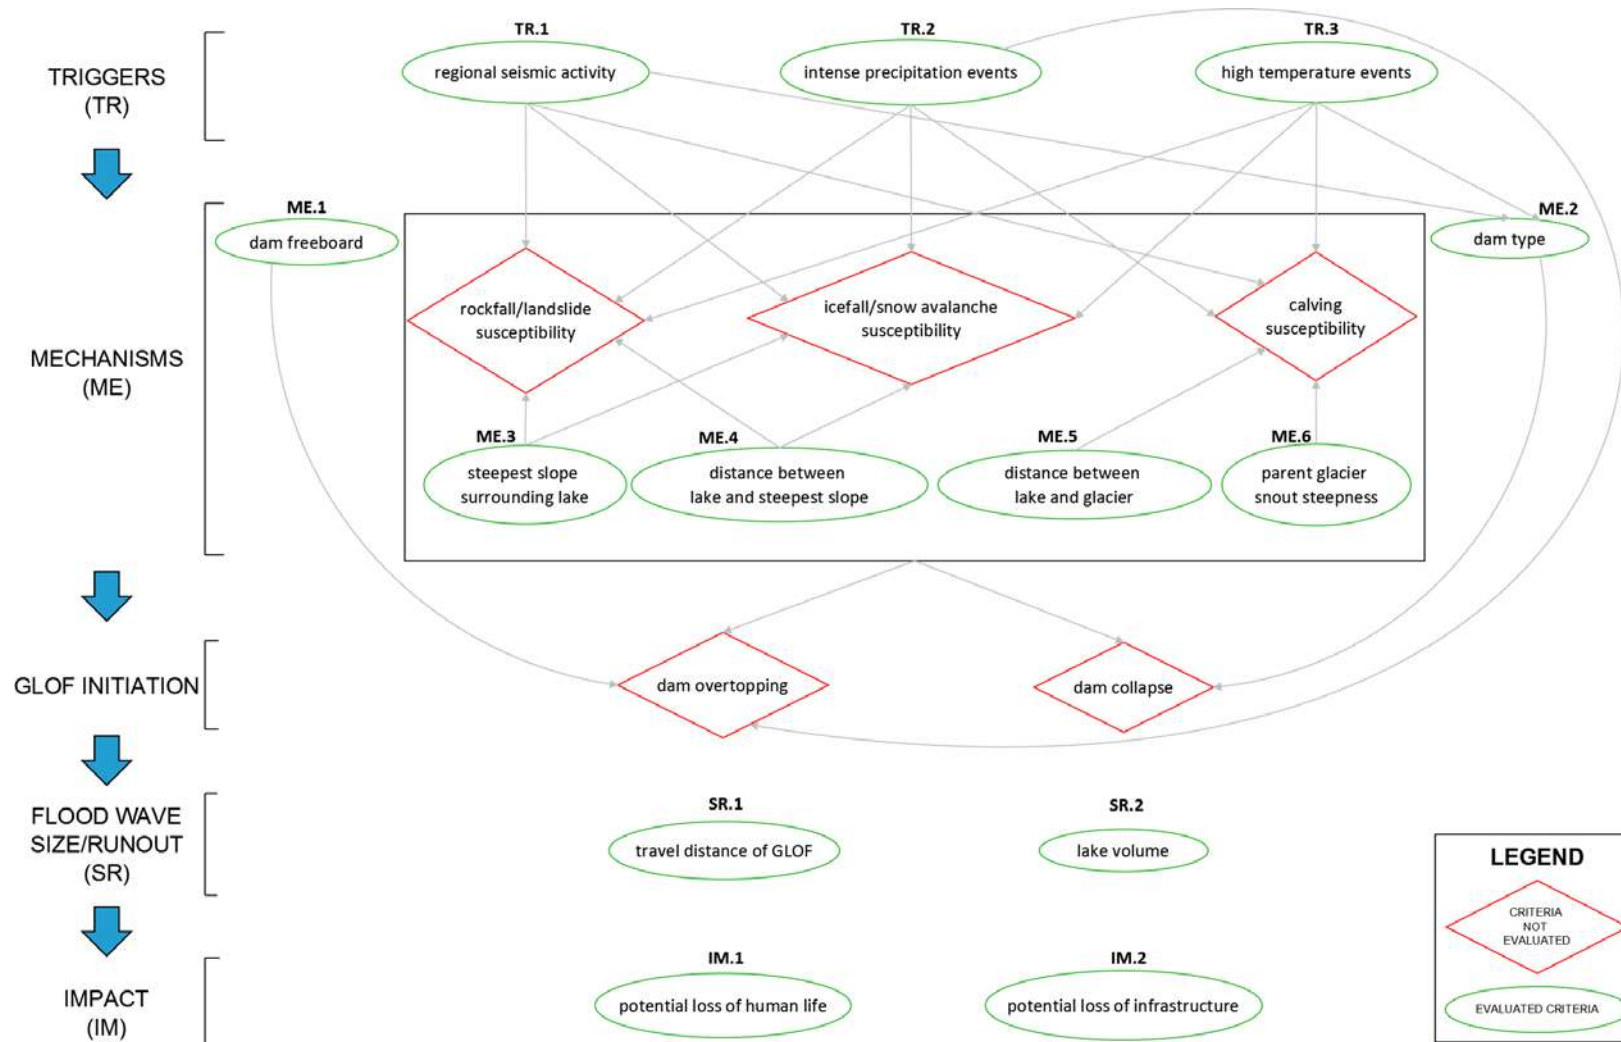 TR.1
TR.2
TR.3
TRIGGERS
(TR)
regional seismic activity
intense precipitation events
high temperature events
ME.1
ME.2
dam freeboard
dam type
MECHANISMS
(ME)
rockfall/landslide
susceptibility
icefall/snow avalanche
susceptibility
calving
susceptibility
ME.3
ME.4
ME.5
ME.6
steepest slope
surrounding lake
distance between
lake and steepest slope
distance between
lake and glacier
parent glacier
snout steepness
GLOF INITIATION
dam overtopping
dam collapse
FLOOD WAVE
SIZE/RUNOUT
(SR)
SR.1
SR.2
travel distance of GLOF
lake volume
IMPACT
(IM)
IM.1
IM.2
potential loss of human life
potential loss of infrastructure
LEGEND
CRITERIA
NOT
EVALUATED
EVALUATED CRITERIA